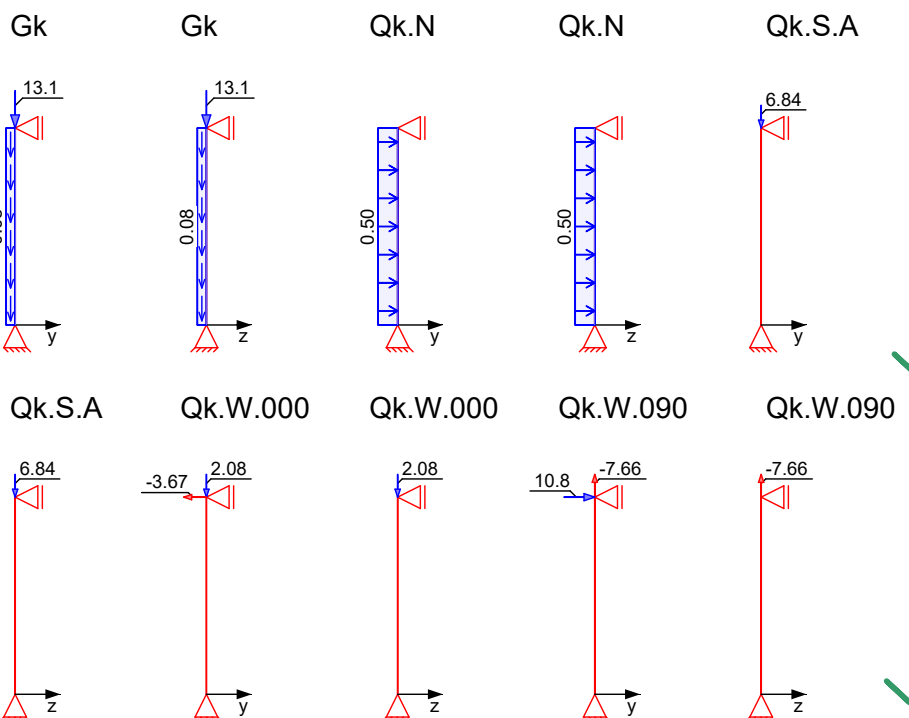 Gk Gk Qk.N Qk.N Qk.S.A
13.1 13.1 6.84
0.08 0.50 0.50
y z y z y
Qk.S.A Qk.W.000 Qk.W.000 Qk.W.090 Qk.W.090
6.84 -3.67 2.08 2.08 10.8 -7.66 -7.66
z y z y z